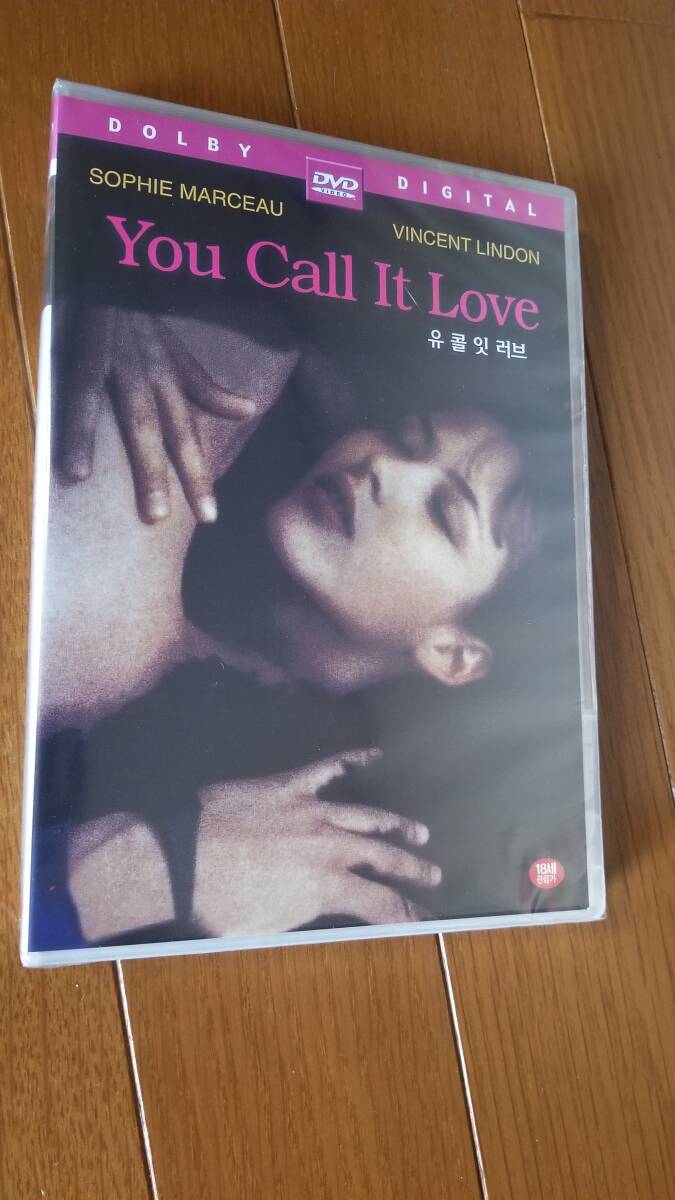 DOLBY
DVD
VIDEO
DIGITAL
SOPHIE MARCEAU
VINCENT LINDON
You Call It Love
유 콜 잇 러브
18세
관람가